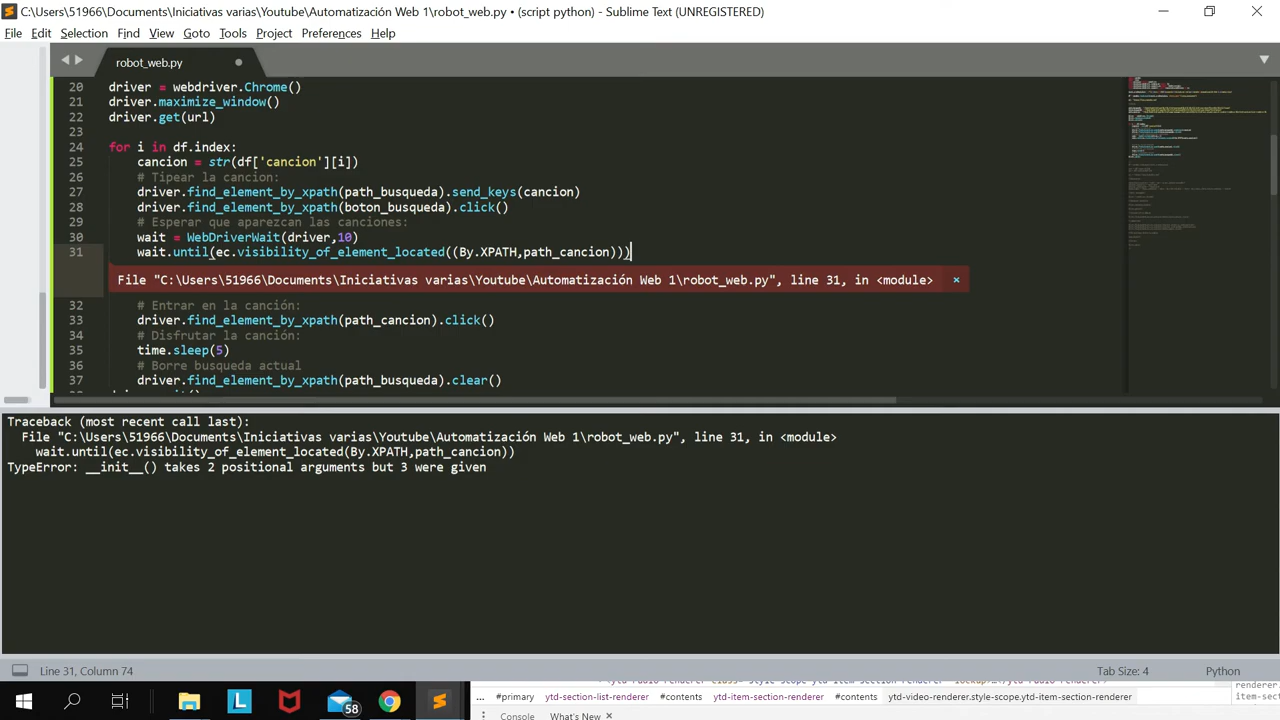 C:\Users\51966\Documents\Iniciativas varias\Youtube\Automatización Web 1\robot_web.py • (script python) - Sublime Text (UNREGISTERED)
File Edit Selection Find View Goto Tools Project Preferences Help
robot_web.py
20 driver = webdriver.Chrome()
21 driver.maximize_window()
22 driver.get(url)
23
24 for i in df.index:
25     cancion = str(df['cancion'][i])
26     # Tipear la cancion:
27     driver.find_element_by_xpath(path_busqueda).send_keys(cancion)
28     driver.find_element_by_xpath(boton_busqueda).click()
29     # Esperar que aparezcan las canciones:
30     wait = WebDriverWait(driver,10)
31     wait.until(ec.visibility_of_element_located((By.XPATH,path_cancion)))
File "C:\Users\51966\Documents\Iniciativas varias\Youtube\Automatización Web 1\robot_web.py", line 31, in <module> ×
32     # Entrar en la canción:
33     driver.find_element_by_xpath(path_cancion).click()
34     # Disfrutar la canción:
35     time.sleep(5)
36     # Borre busqueda actual
37     driver.find_element_by_xpath(path_busqueda).clear()
Traceback (most recent call last):
  File "C:\Users\51966\Documents\Iniciativas varias\Youtube\Automatización Web 1\robot_web.py", line 31, in <module>
    wait.until(ec.visibility_of_element_located(By.XPATH,path_cancion))
TypeError: __init__() takes 2 positional arguments but 3 were given
Line 31, Column 74 Tab Size: 4 Python
... #primary ytd-section-list-renderer #contents ytd-item-section-renderer #contents ytd-video-renderer.style-scope.ytd-item-section-renderer
58
Console What's New ×